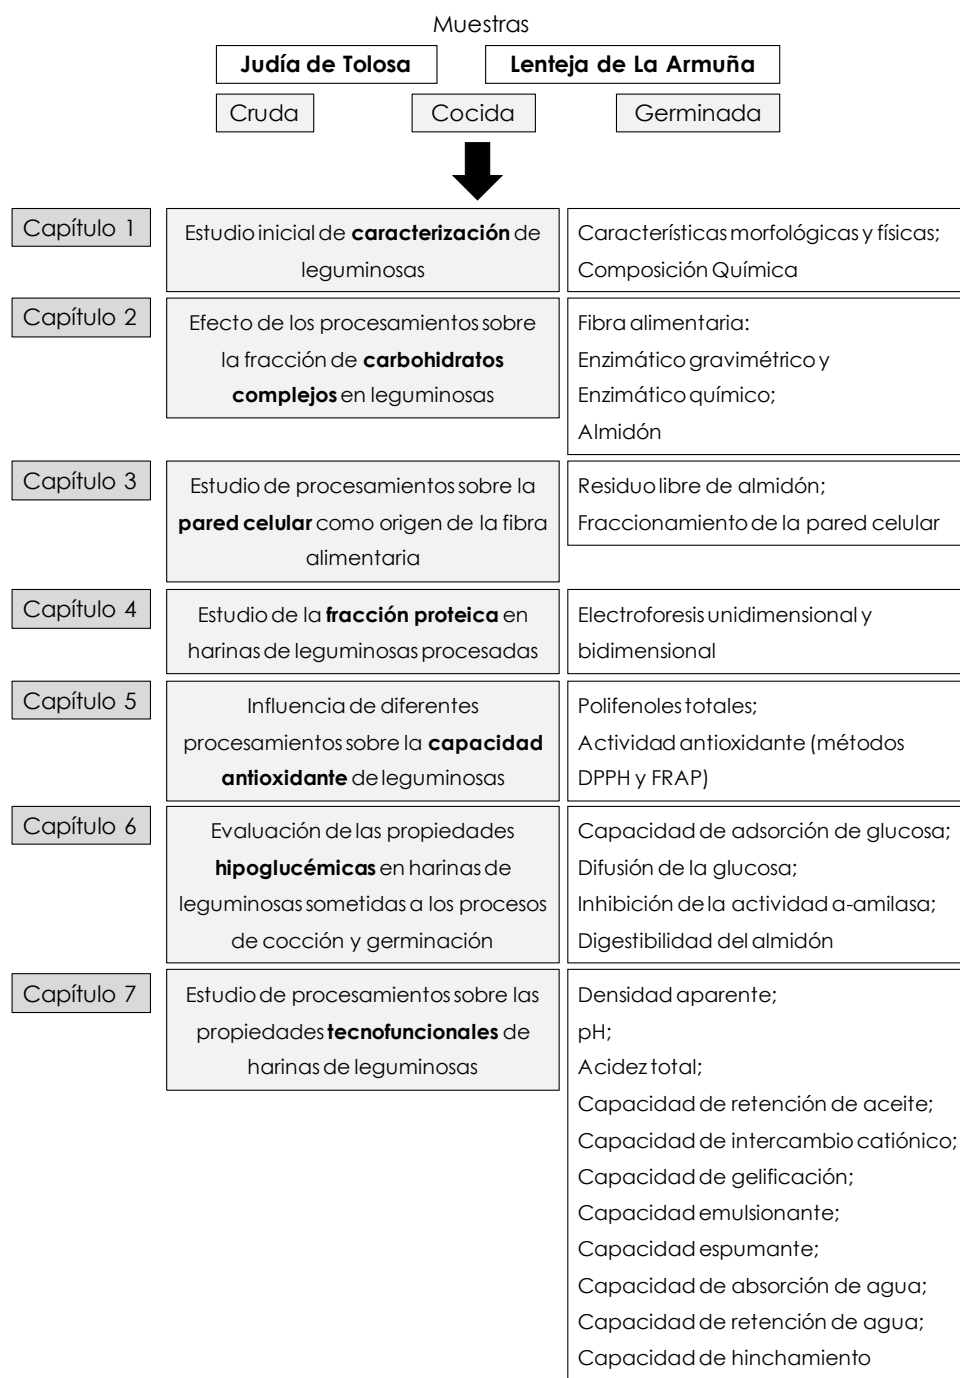 Muestras
Judía de Tolosa
Lenteja de La Armuña
Cruda
Cocida
Germinada
Capítulo 1
Estudio inicial de caracterización de
leguminosas
Características morfológicas y físicas;
Composición Química
Capítulo 2
Efecto de los procesamientos sobre
la fracción de carbohidratos
complejos en leguminosas
Fibra alimentaria:
Enzimático gravimétrico y
Enzimático químico;
Almidón
Capítulo 3
Estudio de procesamientos sobre la
pared celular como origen de la fibra
alimentaria
Residuo libre de almidón;
Fraccionamiento de la pared celular
Capítulo 4
Estudio de la fracción proteica en
harinas de leguminosas procesadas
Electroforesis unidimensional y
bidimensional
Capítulo 5
Influencia de diferentes
procesamientos sobre la capacidad
antioxidante de leguminosas
Polifenoles totales;
Actividad antioxidante (métodos
DPPH y FRAP)
Capítulo 6
Evaluación de las propiedades
hipoglucémicas en harinas de
leguminosas sometidas a los procesos
de cocción y germinación
Capacidad de adsorción de glucosa;
Difusión de la glucosa;
Inhibición de la actividad a-amilasa;
Digestibilidad del almidón
Capítulo 7
Estudio de procesamientos sobre las
propiedades tecnofuncionales de
harinas de leguminosas
Densidad aparente;
pH;
Acidez total;
Capacidad de retención de aceite;
Capacidad de intercambio catiónico;
Capacidad de gelificación;
Capacidad emulsionante;
Capacidad espumante;
Capacidad de absorción de agua;
Capacidad de retención de agua;
Capacidad de hinchamiento